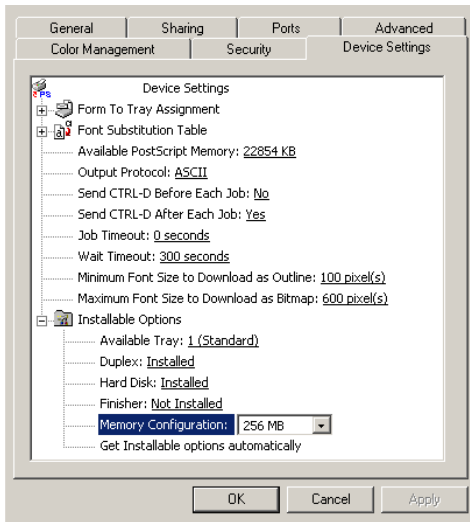 General Sharing Ports Advanced
Color Management Security Device Settings
PS Device Settings
Form To Tray Assignment
a a Font Substitution Table
Available PostScript Memory: 22854 KB
Output Protocol: ASCII
Send CTRL-D Before Each Job: No
Send CTRL-D After Each Job: Yes
Job Timeout: 0 seconds
Wait Timeout: 300 seconds
Minimum Font Size to Download as Outline: 100 pixel(s)
Maximum Font Size to Download as Bitmap: 600 pixel(s)
Installable Options
Available Tray: 1 (Standard)
Duplex: Installed
Hard Disk: Installed
Finisher: Not Installed
Memory Configuration: 256 MB
Get Installable options automatically
OK Cancel Apply